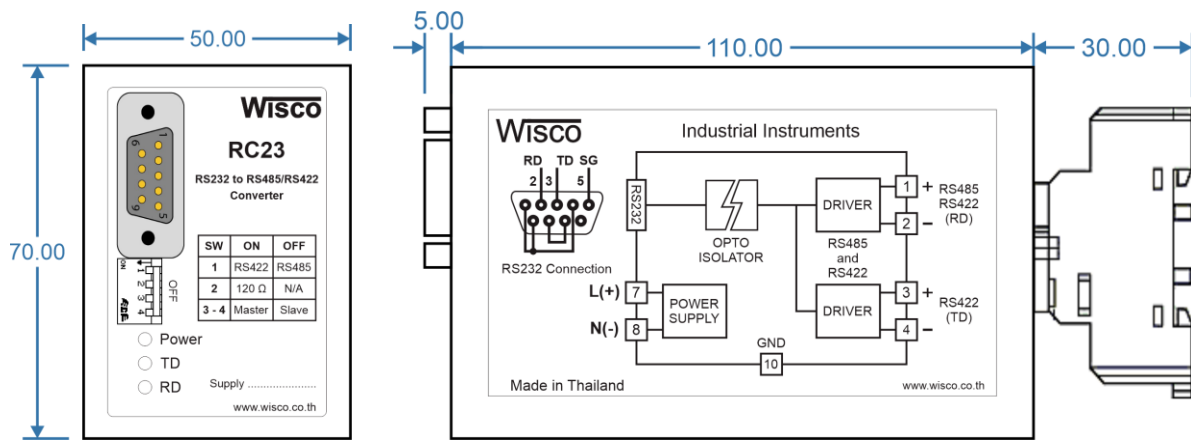 50.00
70.00
Wisco
RC23
RS232 to RS485/RS422
Converter
1
6
9
5
SW ON OFF
1 RS422 RS485
2 120 Ω N/A
3 - 4 Master Slave
ON
1
2
3
4
OFF
Power
TD
RD
Supply ......................
www.wisco.co.th
5.00
110.00
30.00
Wisco
Industrial Instruments
RD TD SG
2 3 5
RS232 Connection
RS232
OPTO
ISOLATOR
DRIVER
1 +
2 −
RS485
RS422
(RD)
RS485
and
RS422
DRIVER
3 +
4 −
RS422
(TD)
L(+) 7
N(-) 8
POWER
SUPPLY
GND
10
Made in Thailand
www.wisco.co.th